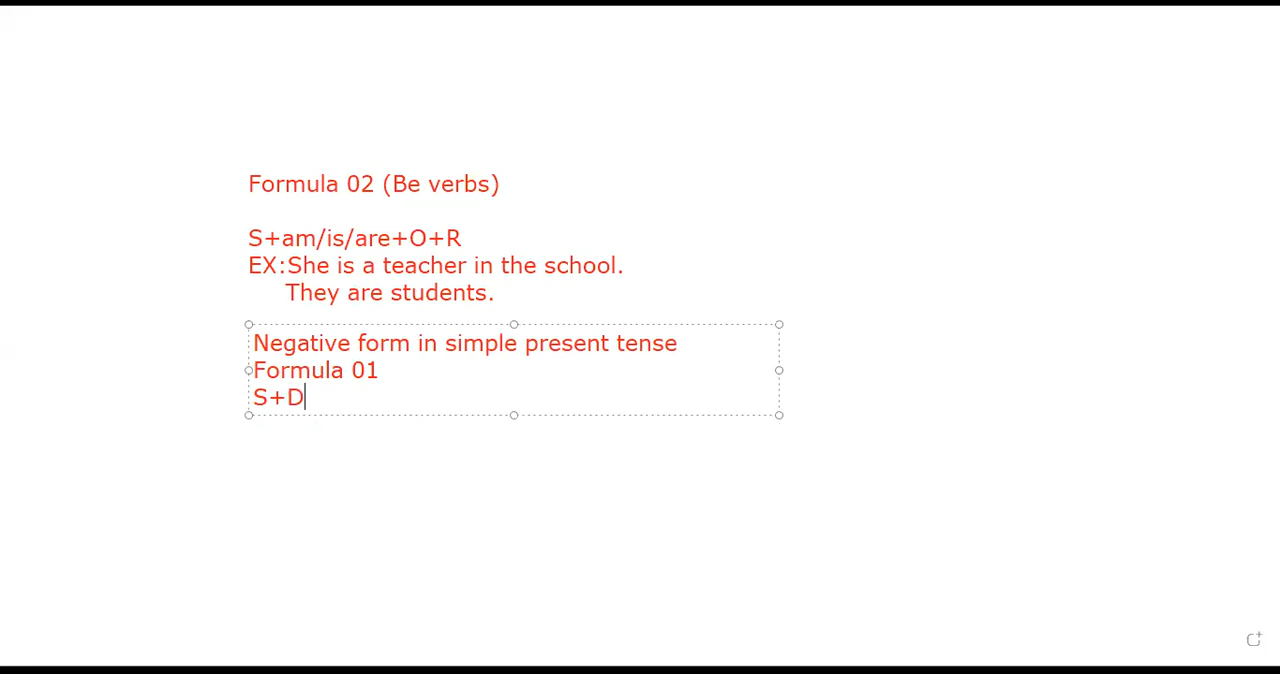 Formula 02 (Be verbs)
S+am/is/are+O+R
EX:She is a teacher in the school.
They are students.
Negative form in simple present tense
Formula 01
S+D